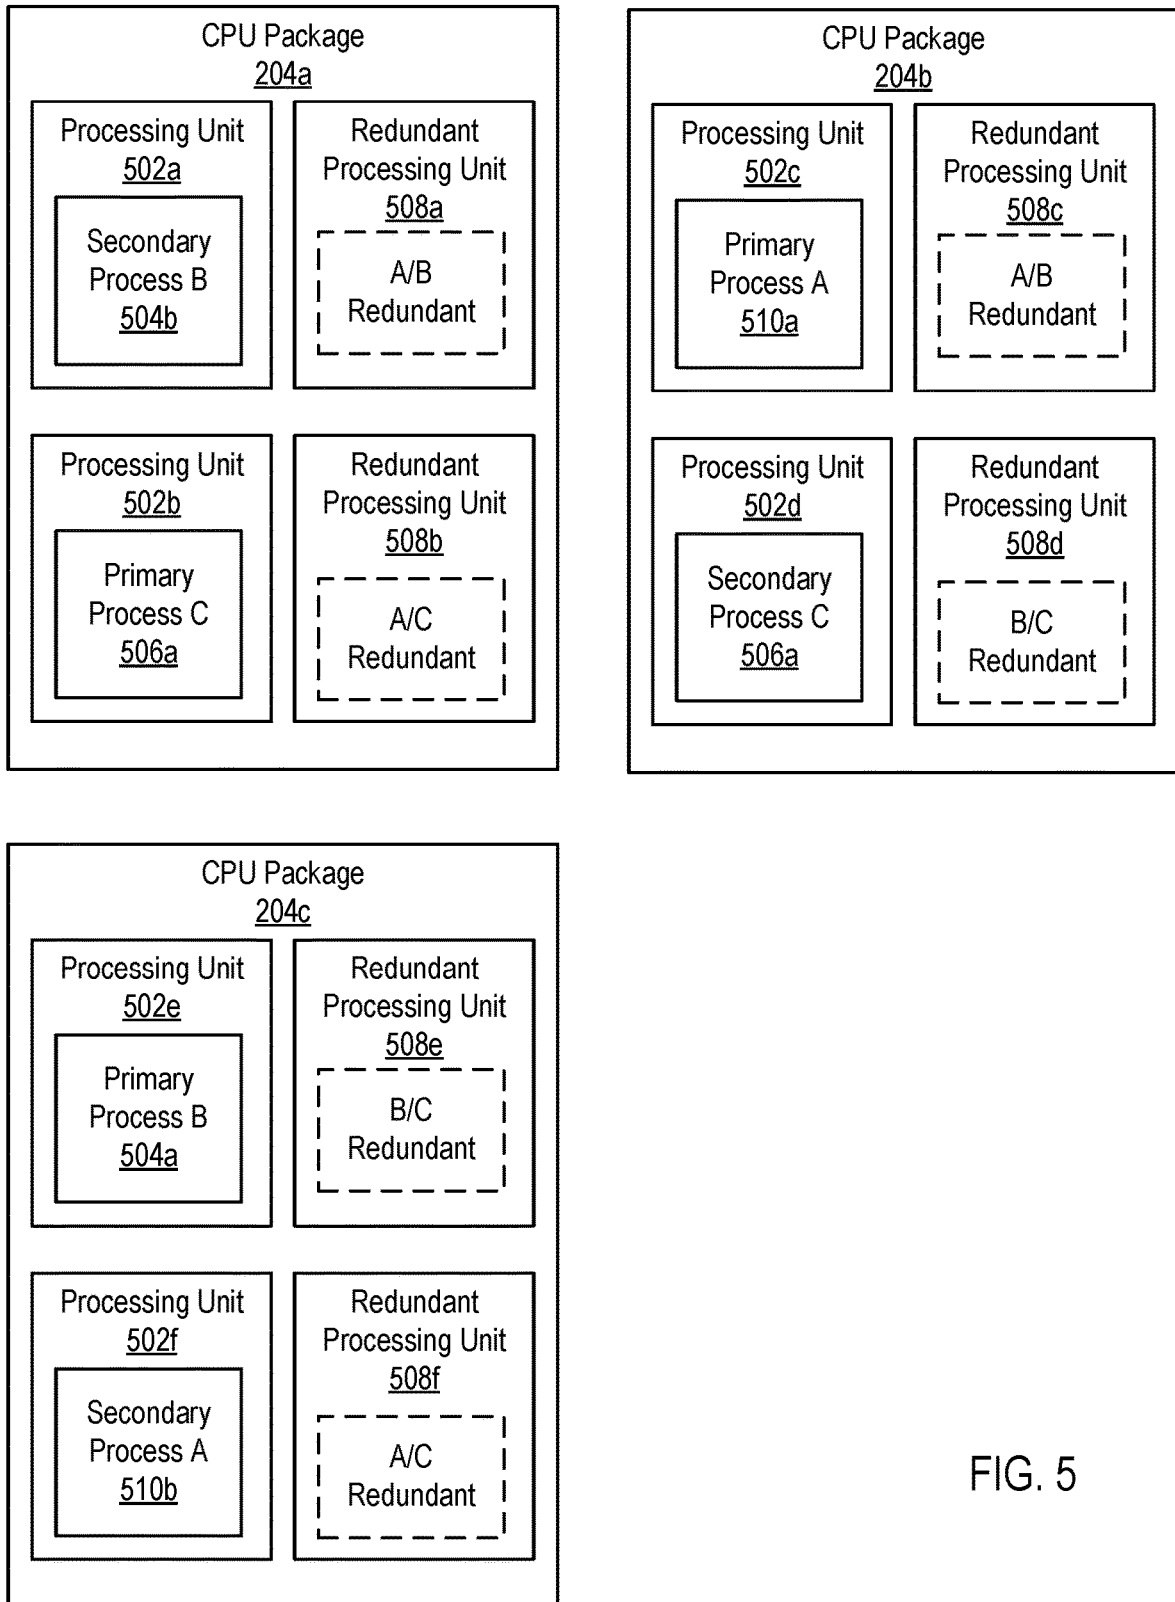 CPU Package
204a
Processing Unit
502a
Secondary
Process B
504b
Redundant
Processing Unit
508a
A/B
Redundant
Processing Unit
502b
Primary
Process C
506a
Redundant
Processing Unit
508b
A/C
Redundant
CPU Package
204b
Processing Unit
502c
Primary
Process A
510a
Redundant
Processing Unit
508c
A/B
Redundant
Processing Unit
502d
Secondary
Process C
506a
Redundant
Processing Unit
508d
B/C
Redundant
CPU Package
204c
Processing Unit
502e
Primary
Process B
504a
Redundant
Processing Unit
508e
B/C
Redundant
Processing Unit
502f
Secondary
Process A
510b
Redundant
Processing Unit
508f
A/C
Redundant
FIG. 5